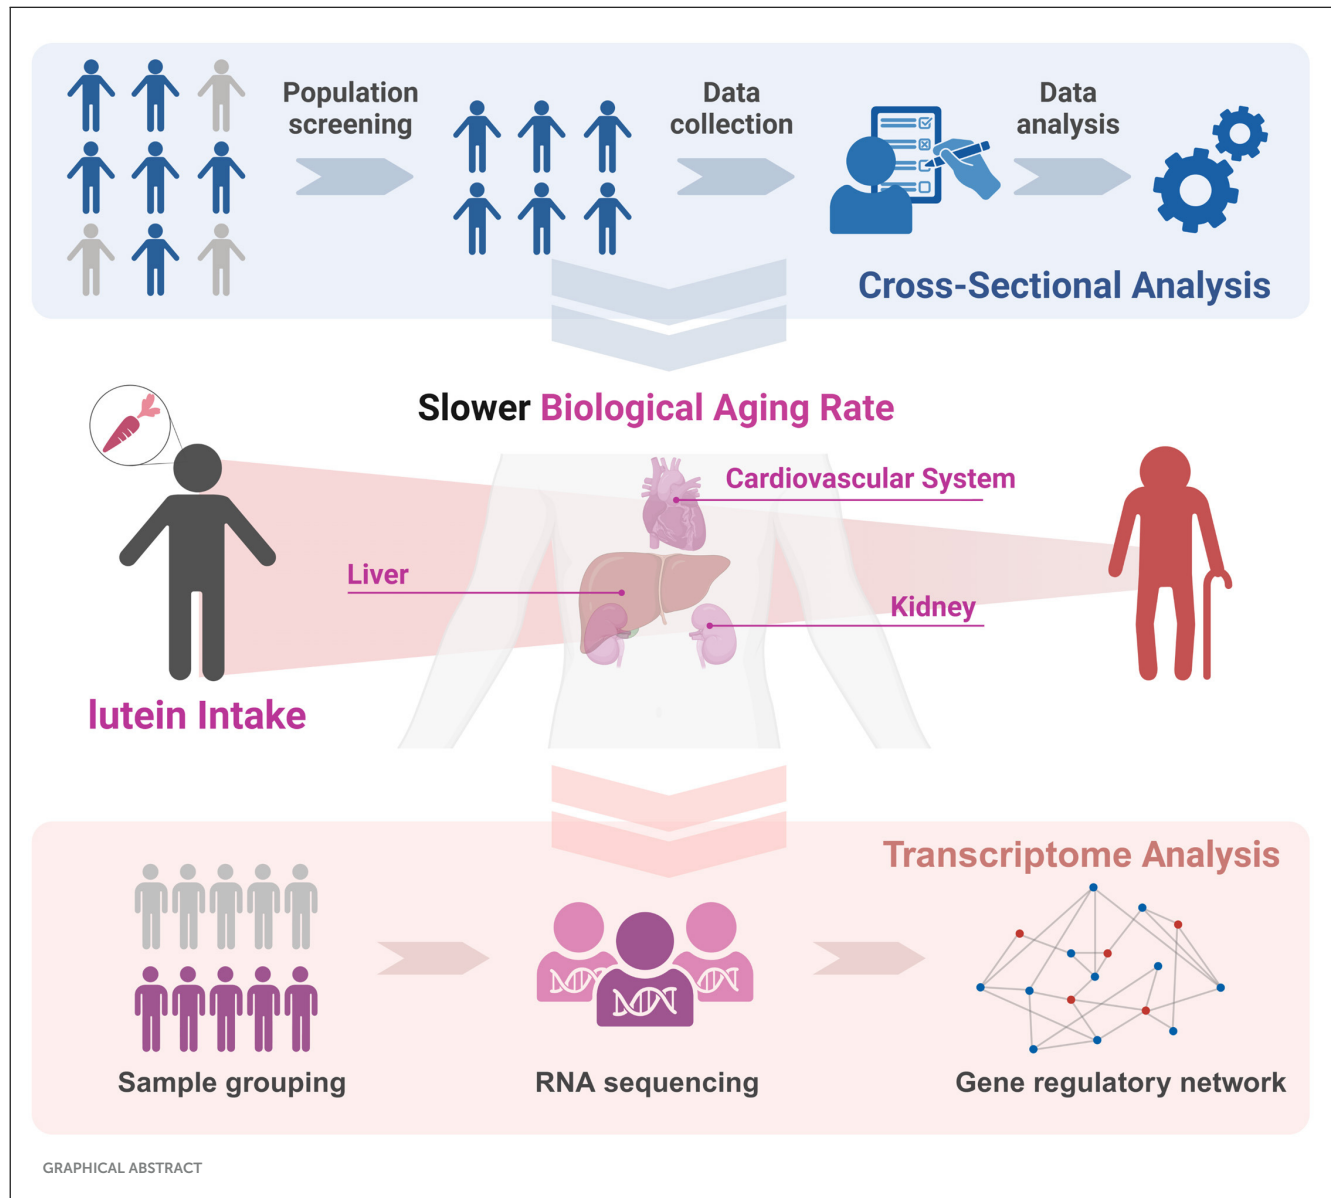 Population
screening
Data
collection
Data
analysis
Cross-Sectional Analysis
Slower Biological Aging Rate
Cardiovascular System
Liver
Kidney
lutein Intake
Transcriptome Analysis
Sample grouping
RNA sequencing
Gene regulatory network
GRAPHICAL ABSTRACT